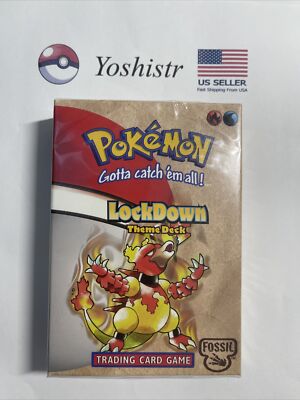 Yoshistr
US SELLER
Fast Shipping From USA
POKéMON
Gotta catch 'em all!
LockDown
Theme Deck
TRADING CARD GAME
FOSSIL